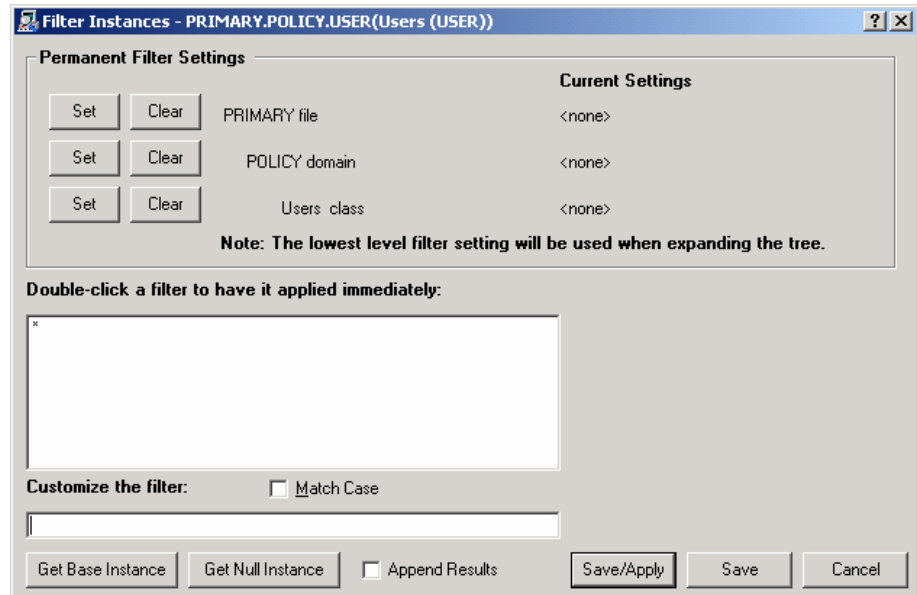 Filter Instances - PRIMARY.POLICY.USER(Users (USER))
Permanent Filter Settings
Current Settings
Set Clear PRIMARY file <none>
Set Clear POLICY domain <none>
Set Clear Users class <none>
Note: The lowest level filter setting will be used when expanding the tree.
Double-click a filter to have it applied immediately:
*
Customize the filter: Match Case
Get Base Instance Get Null Instance Append Results Save/Apply Save Cancel